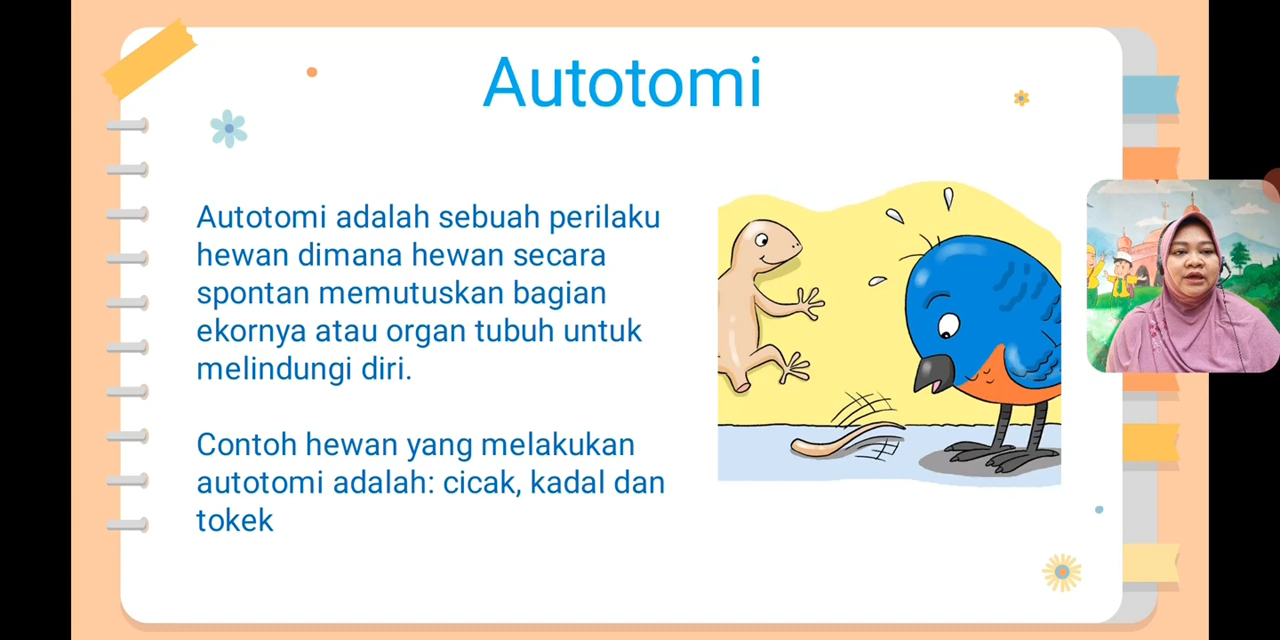 Autotomi
Autotomi adalah sebuah perilaku
hewan dimana hewan secara
spontan memutuskan bagian
ekornya atau organ tubuh untuk
melindungi diri.
Contoh hewan yang melakukan
autotomi adalah: cicak, kadal dan
tokek